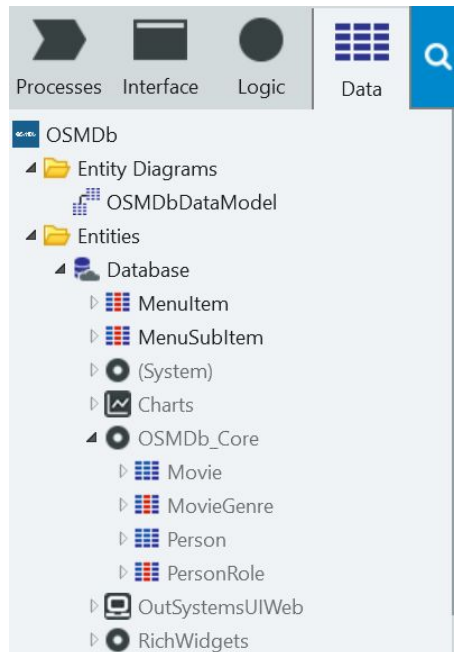 Processes Interface Logic Data
OSMDb
Entity Diagrams
OSMDbDataModel
Entities
Database
MenuItem
MenuSubItem
(System)
Charts
OSMDb_Core
Movie
MovieGenre
Person
PersonRole
OutSystemsUIWeb
RichWidgets